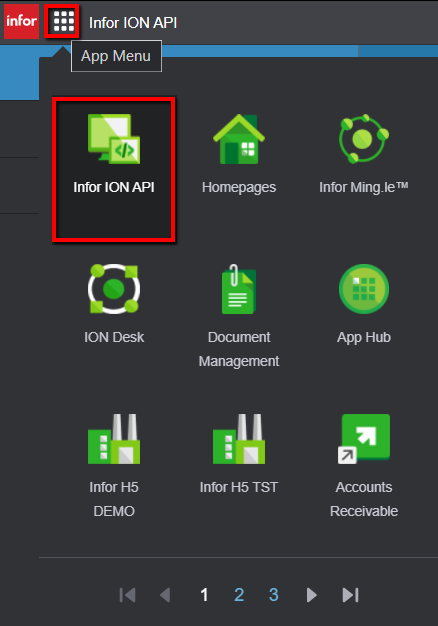 infor Infor ION API
App Menu
</>
Infor ION API Homepages Infor Ming.le™
ION Desk Document App Hub
Management
Infor H5 Infor H5 TST Accounts
DEMO Receivable
1 2 3